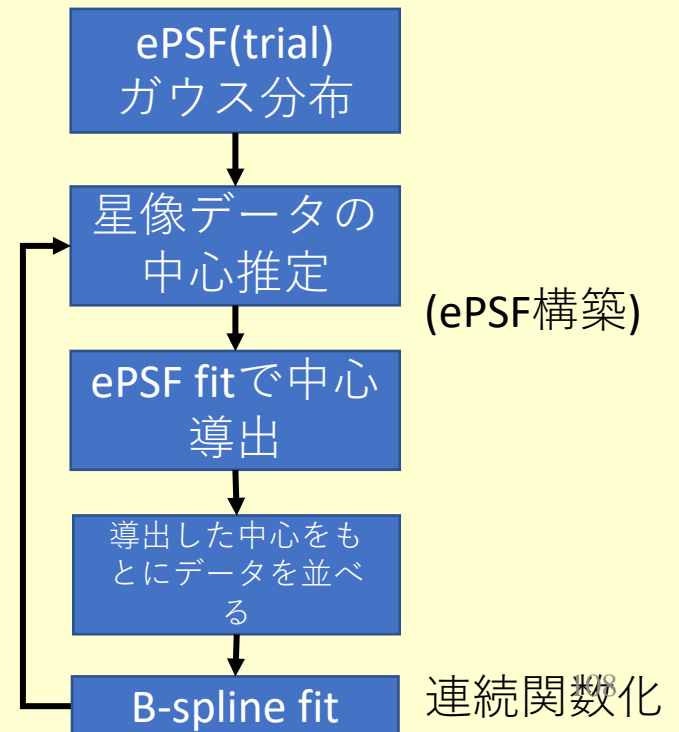 ePSF(trial)
ガウス分布
星像データの
中心推定
(ePSF構築)
ePSF fitで中心
導出
導出した中心をも
とにデータを並べ
る
B-spline fit
連続関数化
108